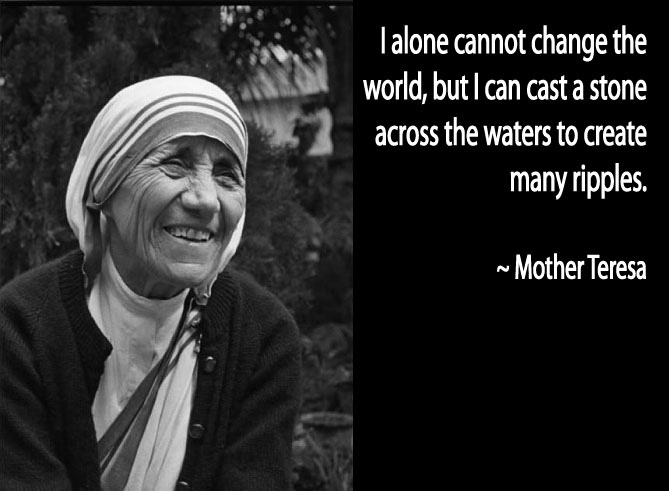 I alone cannot change the
world, but I can cast a stone
across the waters to create
many ripples.
~ Mother Teresa